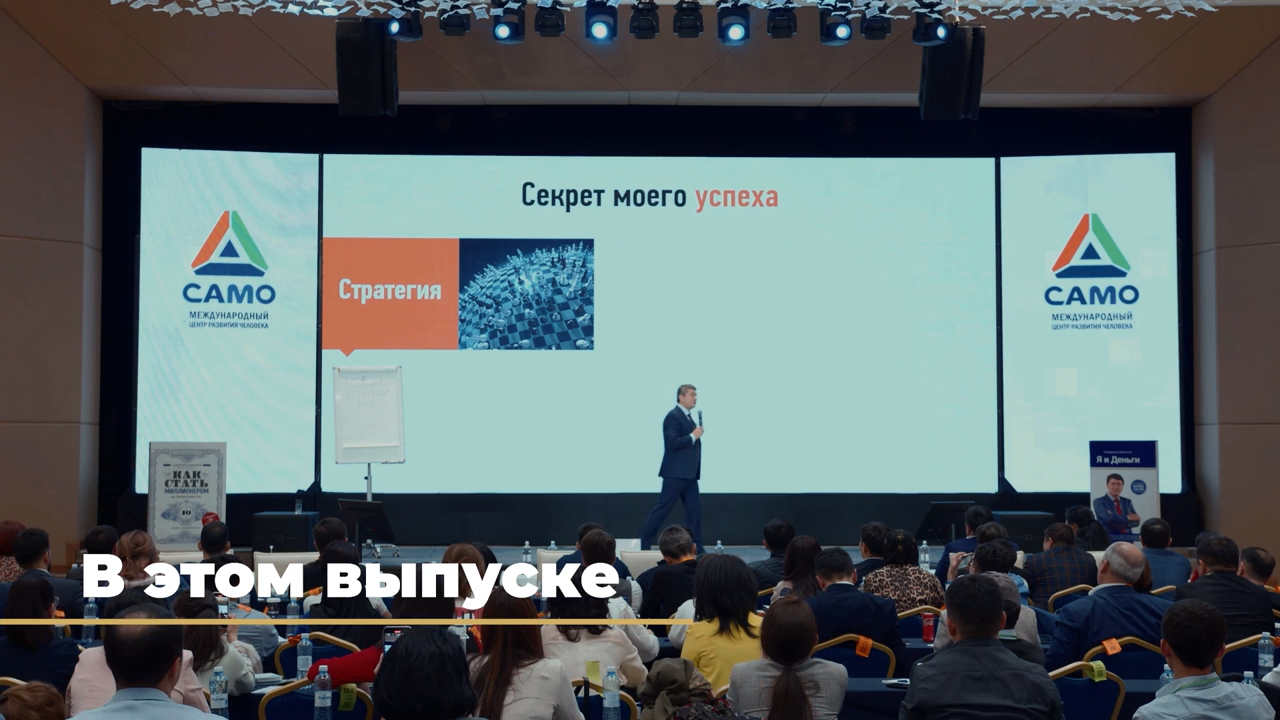 Секрет моего успеха
Стратегия
САМО
МЕЖДУНАРОДНЫЙ
ЦЕНТР РАЗВИТИЯ ЧЕЛОВЕКА
САМО
МЕЖДУНАРОДНЫЙ
ЦЕНТР РАЗВИТИЯ ЧЕЛОВЕКА
КАК
СТАТЬ
МИЛЛИОНЕРОМ
10
Я и Деньги
В этом выпуске